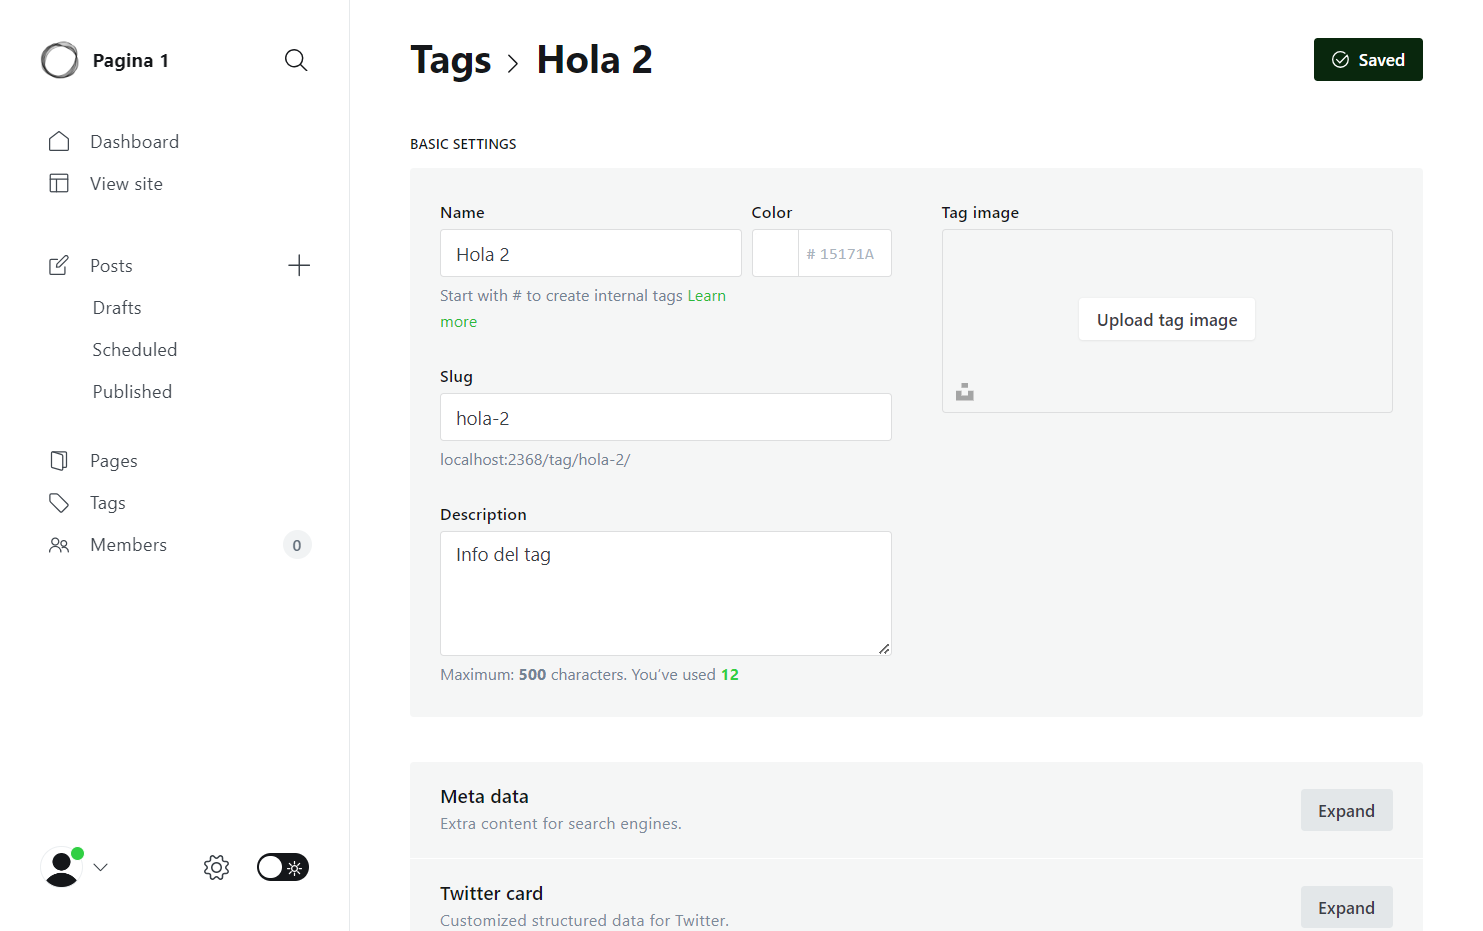 Pagina 1
Dashboard
View site
Posts
Drafts
Scheduled
Published
Pages
Tags
Members
0
Tags
Hola 2
Saved
BASIC SETTINGS
Name
Hola 2
Color
# 15171A
Start with # to create internal tags Learn
more
Slug
hola-2
localhost:2368/tag/hola-2/
Description
Info del tag
Maximum: 500 characters. You’ve used 12
Tag image
Upload tag image
Meta data
Extra content for search engines.
Expand
Twitter card
Customized structured data for Twitter.
Expand